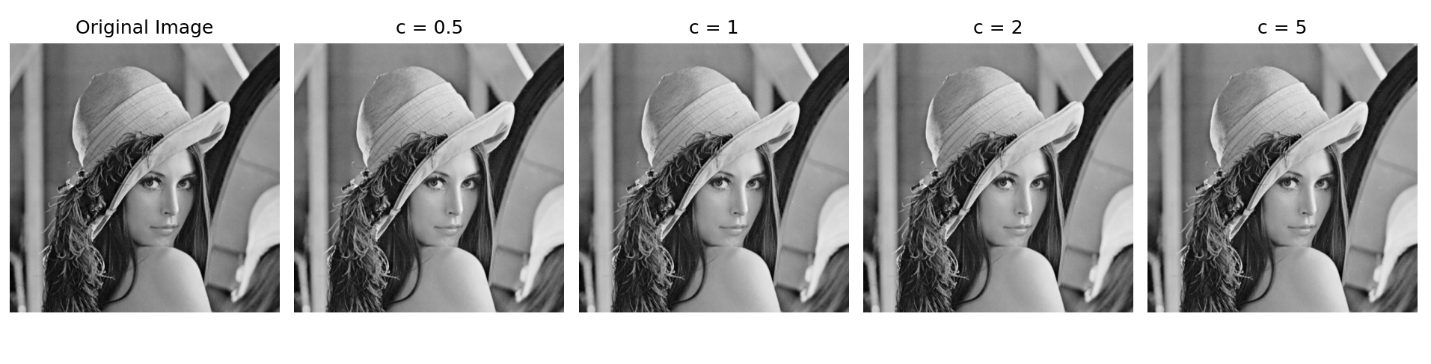 Original Image
c = 0.5
c = 1
c = 2
c = 5